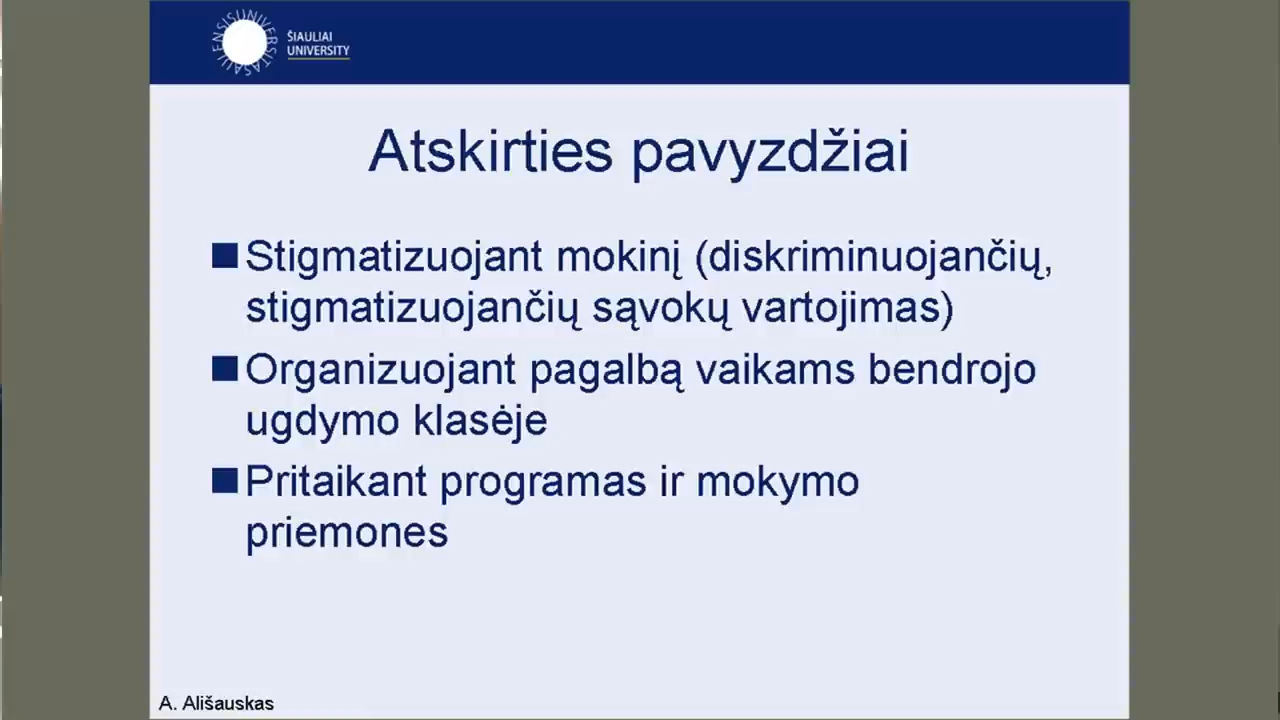 ENSISUNIVERSITASSAUL
ŠIAULIAI
UNIVERSITY
Atskirties pavyzdžiai
Stigmatizuojant mokinį (diskriminuojančių,
stigmatizuojančių sąvokų vartojimas)
Organizuojant pagalbą vaikams bendrojo
ugdymo klasėje
Pritaikant programas ir mokymo
priemones
A. Ališauskas